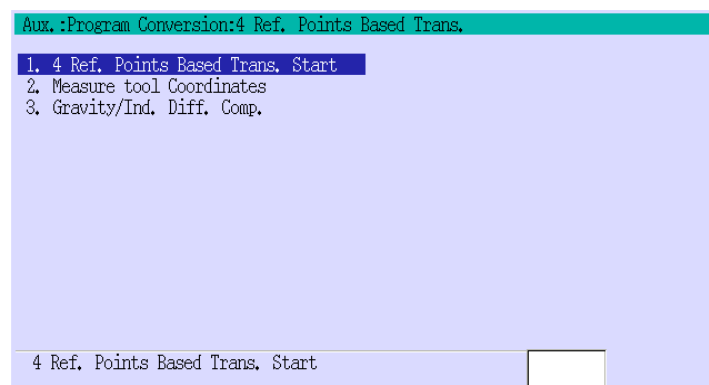 Aux.:Program Conversion:4 Ref. Points Based Trans.
1. 4 Ref. Points Based Trans. Start
2. Measure tool Coordinates
3. Gravity/Ind. Diff. Comp.
4 Ref. Points Based Trans. Start